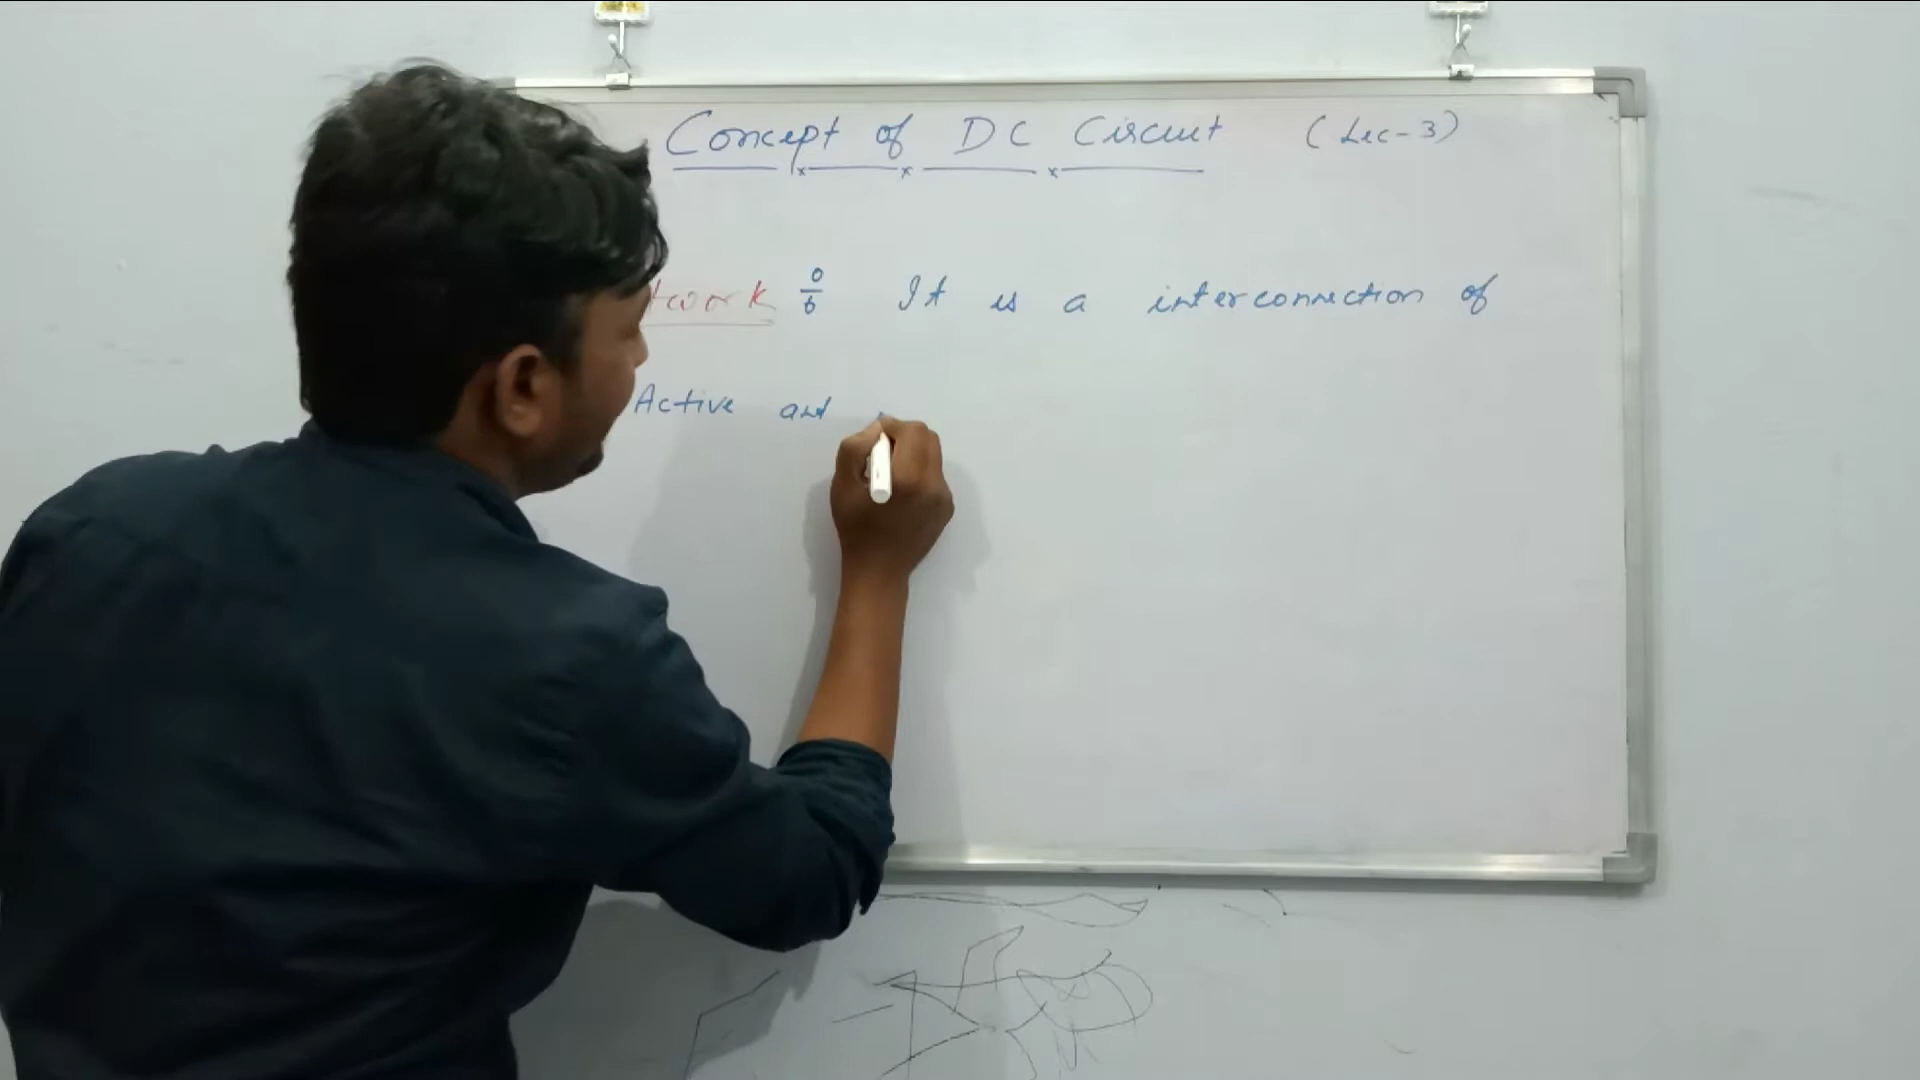 Concept of DC Circuit (Lec-3)
twork : It is a interconnection of
Active and